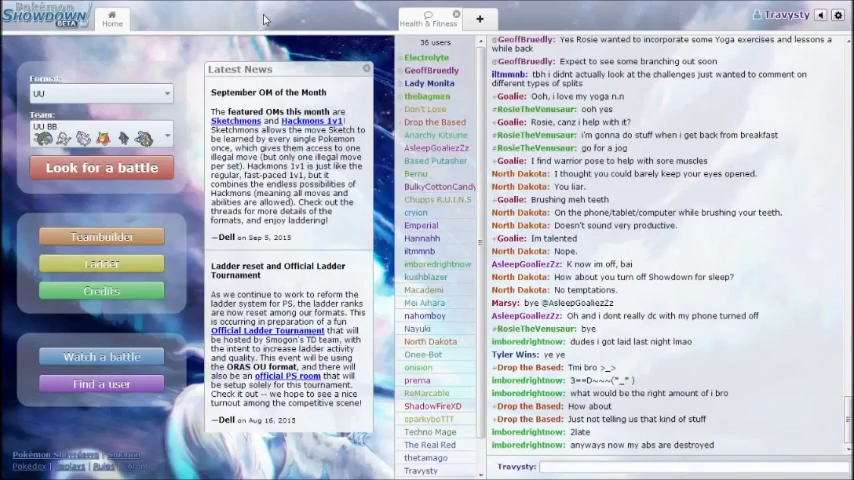 Pokémon
SHOWDOWN
BETA
Home
Health & Fitness
Travysty
Format:
UU
Team:
UU BB
Look for a battle
Teambuilder
Ladder
Credits
Watch a battle
Find a user
Pokémon Showdown
Pokédex | Replays | Rules
Latest News
September OM of the Month
The featured OMs this month are
Sketchmons and Hackmons 1v1!
Sketchmons allows the move Sketch to
be learned by every single Pokemon
once, which gives them access to one
illegal move (but only one illegal move
per set). Hackmons 1v1 is just like the
regular, fast-paced 1v1, but it
combines the endless possibilities of
Hackmons (meaning all moves and
abilities are allowed). Check out the
threads for more details of the
formats, and enjoy laddering!
—Dell on Sep 5, 2015
Ladder reset and Official Ladder
Tournament
As we continue to work to reform the
ladder system for PS, the ladder ranks
are now reset among our formats. This
is occurring in preparation of a fun
Official Ladder Tournament that will
be hosted by Smogon's TD team, with
the intent to increase ladder activity
and quality. This event will be using
the ORAS OU format, and there will
also be an official PS room that will
be setup solely for this tournament.
Check it out -- we hope to see a nice
turnout among the competitive scene!
—Dell on Aug 16, 2015
36 users
Electrolyte
GeoffBruedly
Lady Monita
thebagman
Don't Lose
Drop the Based
Anarchy Kitsune
AsleepGoaliezZz
Based Putasher
Bernu
BulkyCottonCandy
Chupps R.U.I.N.S
cryion
Emperial
Hannahh
iltmmnb
imboredrightnow
kushblazer
Macademi
Mei Aihara
nahomboy
Nayuki
North Dakota
Onee-Bot
onision
prema
ReMarcable
ShadowFireXD
sparkyboTTT
Techno Mage
The Real Red
thetamago
Travysty
@GeoffBruedly: Yes Rosie wanted to incorporate some Yoga exercises and lessons a
while back
@GeoffBruedly: Expect to see some branching out soon
iltmmnb: tbh i didnt actually look at the challenges just wanted to comment on
different types of splits
+Goalie: Ooh, i love my yoga n.n
#RosieTheVenusaur: ooh yes
+Goalie: Rosie, canz i help with it?
#RosieTheVenusaur: i'm gonna do stuff when i get back from breakfast
#RosieTheVenusaur: go for a jog
+Goalie: I find warrior pose to help with sore muscles
North Dakota: I thought you could barely keep your eyes opened.
North Dakota: You liar.
+Goalie: Brushing meh teeth
North Dakota: On the phone/tablet/computer while brushing your teeth.
North Dakota: Doesn't sound very productive.
+Goalie: Im talented
North Dakota: Nope.
AsleepGoaliezZz: K now im off, bai
North Dakota: How about you turn off Showdown for sleep?
North Dakota: No temptations.
Marsy: bye @AsleepGoaliezZz
AsleepGoaliezZz: Oh and i dont really dc with my phone turned off
#RosieTheVenusaur: bye
imboredrightnow: dudes i got laid last night lmao
Tyler Wins: ye ye
+Drop the Based: Tmi bro >_>
imboredrightnow: 3==D~~~("_" )
imboredrightnow: what would be the right amount of i bro
+Drop the Based: How about
+Drop the Based: Just not telling us that kind of stuff
imboredrightnow: 2late
imboredrightnow: anyways now my abs are destroyed
Travysty: